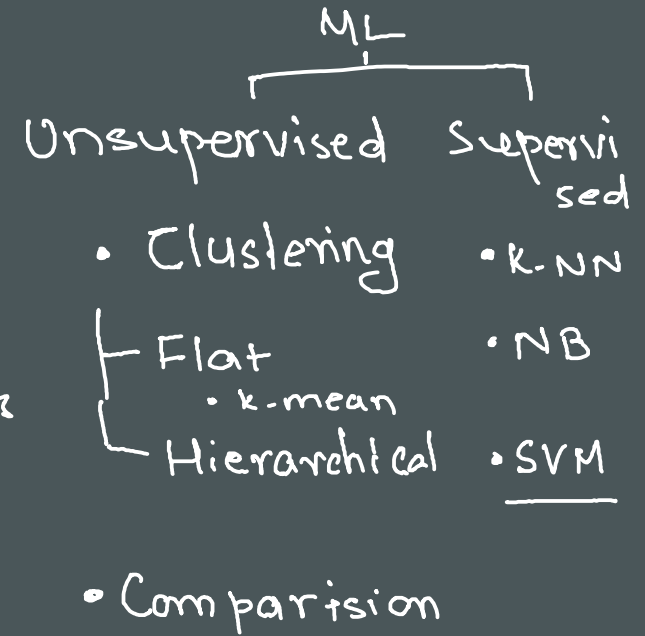 ML
Unsupervised Supervi
sed
• Clustering • K-NN
Flat • NB
• k-mean
Hierarchical • SVM
• Comparision